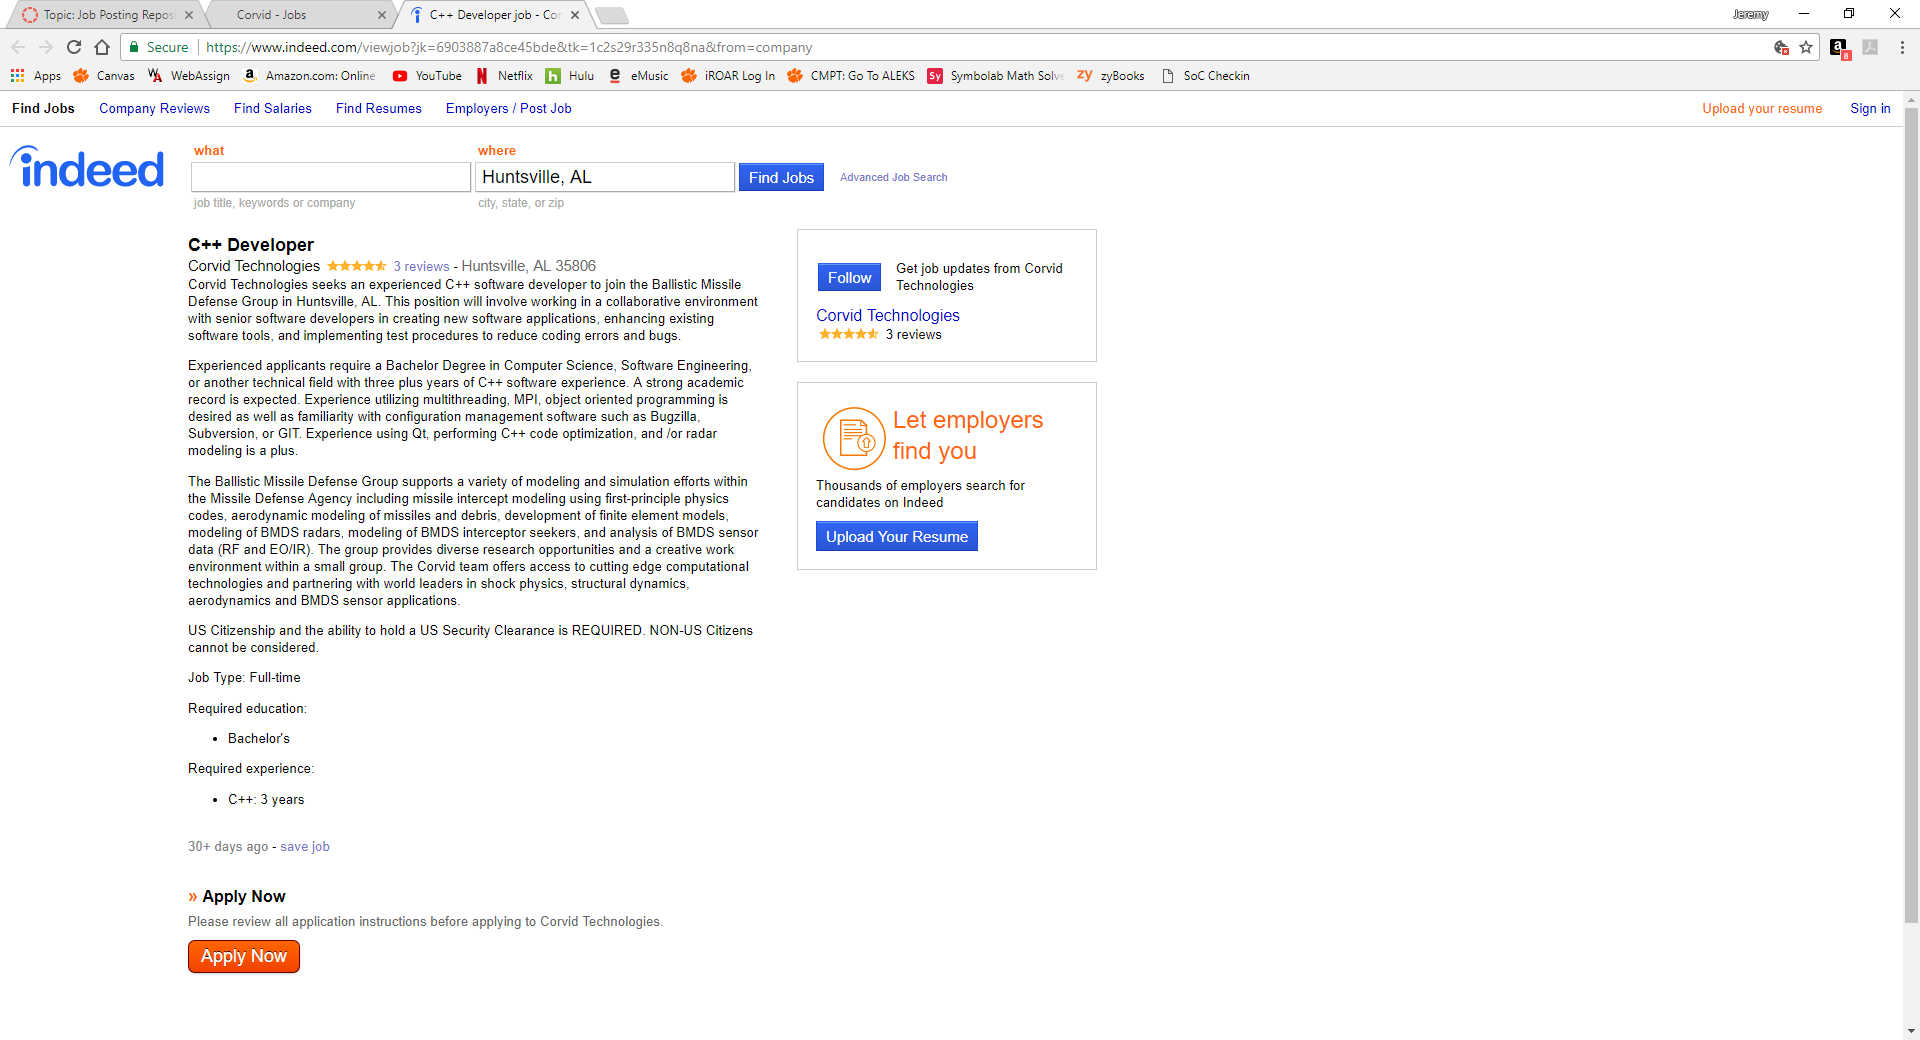 Topic: Job Posting Repos
Corvid - Jobs
C++ Developer job - Cor
Jeremy
Secure
https://www.indeed.com/viewjob?jk=6903887a8ce45bde&tk=1c2s29r335n8q8na&from=company
a
8
Apps
Canvas
WebAssign
Amazon.com: Online
YouTube
Netflix
Hulu
eMusic
iROAR Log In
CMPT: Go To ALEKS
Sy
Symbolab Math Solve
zy
zyBooks
SoC Checkin
Find Jobs
Company Reviews
Find Salaries
Find Resumes
Employers / Post Job
Upload your resume
Sign in
indeed
what
where
Huntsville, AL
Find Jobs
Advanced Job Search
job title, keywords or company
city, state, or zip
C++ Developer
Corvid Technologies 3 reviews - Huntsville, AL 35806
Corvid Technologies seeks an experienced C++ software developer to join the Ballistic Missile
Defense Group in Huntsville, AL. This position will involve working in a collaborative environment
with senior software developers in creating new software applications, enhancing existing
software tools, and implementing test procedures to reduce coding errors and bugs.
Experienced applicants require a Bachelor Degree in Computer Science, Software Engineering,
or another technical field with three plus years of C++ software experience. A strong academic
record is expected. Experience utilizing multithreading, MPI, object oriented programming is
desired as well as familiarity with configuration management software such as Bugzilla,
Subversion, or GIT. Experience using Qt, performing C++ code optimization, and /or radar
modeling is a plus.
The Ballistic Missile Defense Group supports a variety of modeling and simulation efforts within
the Missile Defense Agency including missile intercept modeling using first-principle physics
codes, aerodynamic modeling of missiles and debris, development of finite element models,
modeling of BMDS radars, modeling of BMDS interceptor seekers, and analysis of BMDS sensor
data (RF and EO/IR). The group provides diverse research opportunities and a creative work
environment within a small group. The Corvid team offers access to cutting edge computational
technologies and partnering with world leaders in shock physics, structural dynamics,
aerodynamics and BMDS sensor applications.
US Citizenship and the ability to hold a US Security Clearance is REQUIRED. NON-US Citizens
cannot be considered.
Job Type: Full-time
Required education:
• Bachelor's
Required experience:
• C++: 3 years
30+ days ago - save job
» Apply Now
Please review all application instructions before applying to Corvid Technologies.
Apply Now
Follow
Get job updates from Corvid
Technologies
Corvid Technologies
3 reviews
Let employers
find you
Thousands of employers search for
candidates on Indeed
Upload Your Resume